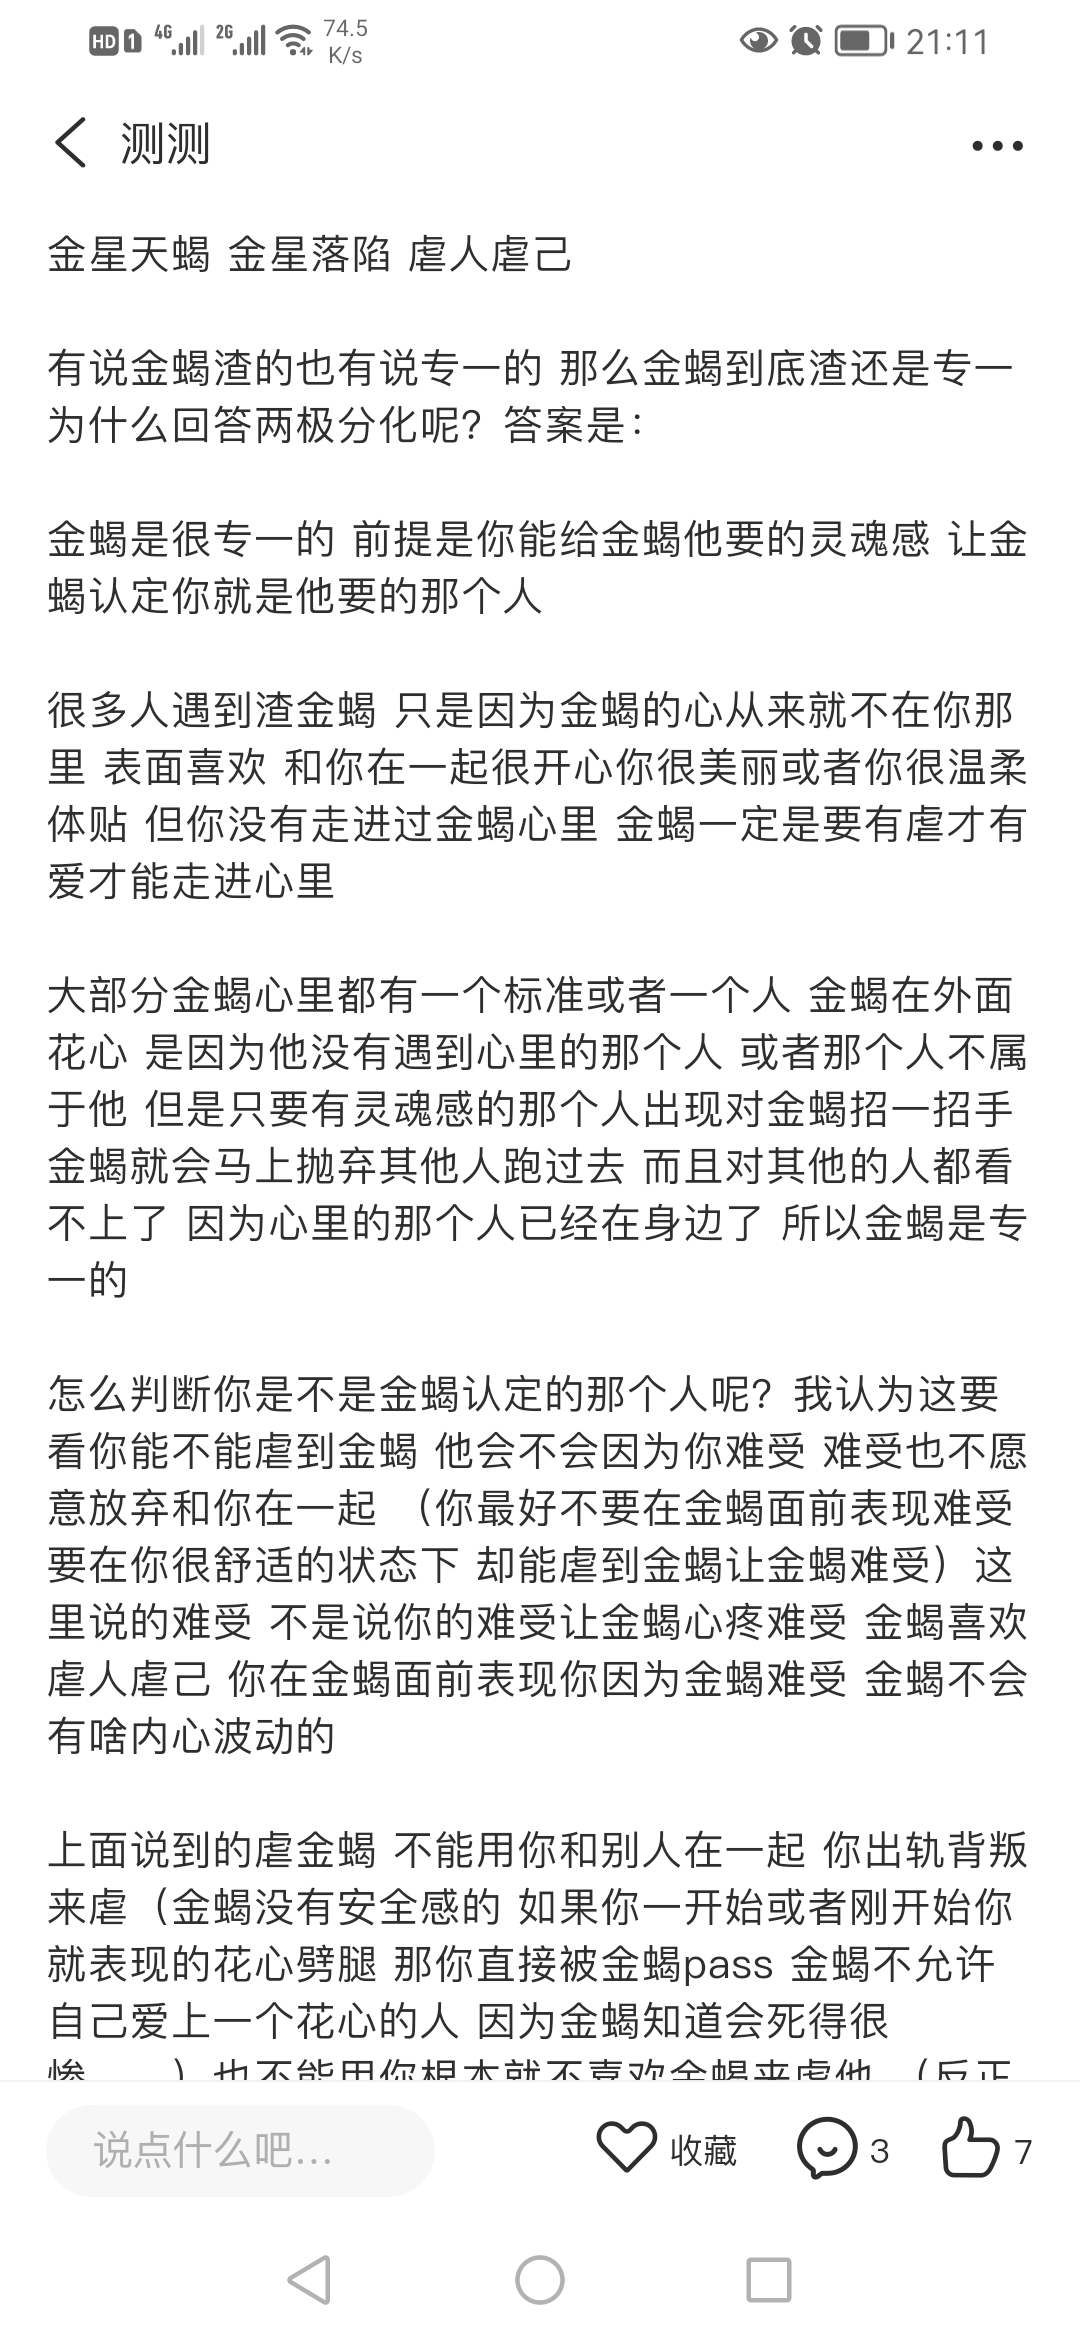 HD 1 4G 2G 74.5 K/s 21:11
测测
金星天蝎 金星落陷 虐人虐己
有说金蝎渣的也有说专一的 那么金蝎到底渣还是专一
为什么回答两极分化呢？答案是：
金蝎是很专一的 前提是你能给金蝎他要的灵魂感 让金
蝎认定你就是他要的那个人
很多人遇到渣金蝎 只是因为金蝎的心从来就不在你那
里 表面喜欢 和你在一起很开心你很美丽或者你很温柔
体贴 但你没有走进过金蝎心里 金蝎一定是要有虐才有
爱才能走进心里
大部分金蝎心里都有一个标准或者一个人 金蝎在外面
花心 是因为他没有遇到心里的那个人 或者那个人不属
于他 但是只要有灵魂感的那个人出现对金蝎招一招手
金蝎就会马上抛弃其他人跑过去 而且对其他的人都看
不上了 因为心里的那个人已经在身边了 所以金蝎是专
一的
怎么判断你是不是金蝎认定的那个人呢？我认为这要
看你能不能虐到金蝎 他会不会因为你难受 难受也不愿
意放弃和你在一起 （你最好不要在金蝎面前表现难受
要在你很舒适的状态下 却能虐到金蝎让金蝎难受）这
里说的难受 不是说你的难受让金蝎心疼难受 金蝎喜欢
虐人虐己 你在金蝎面前表现你因为金蝎难受 金蝎不会
有啥内心波动的
上面说到的虐金蝎 不能用你和别人在一起 你出轨背叛
来虐（金蝎没有安全感的 如果你一开始或者刚开始你
就表现的花心劈腿 那你直接被金蝎pass 金蝎不允许
自己爱上一个花心的人 因为金蝎知道会死得很
惨 ）也不能用你根本就不喜欢金蝎来虐他 （反正
说点什么吧...
收藏
3
7